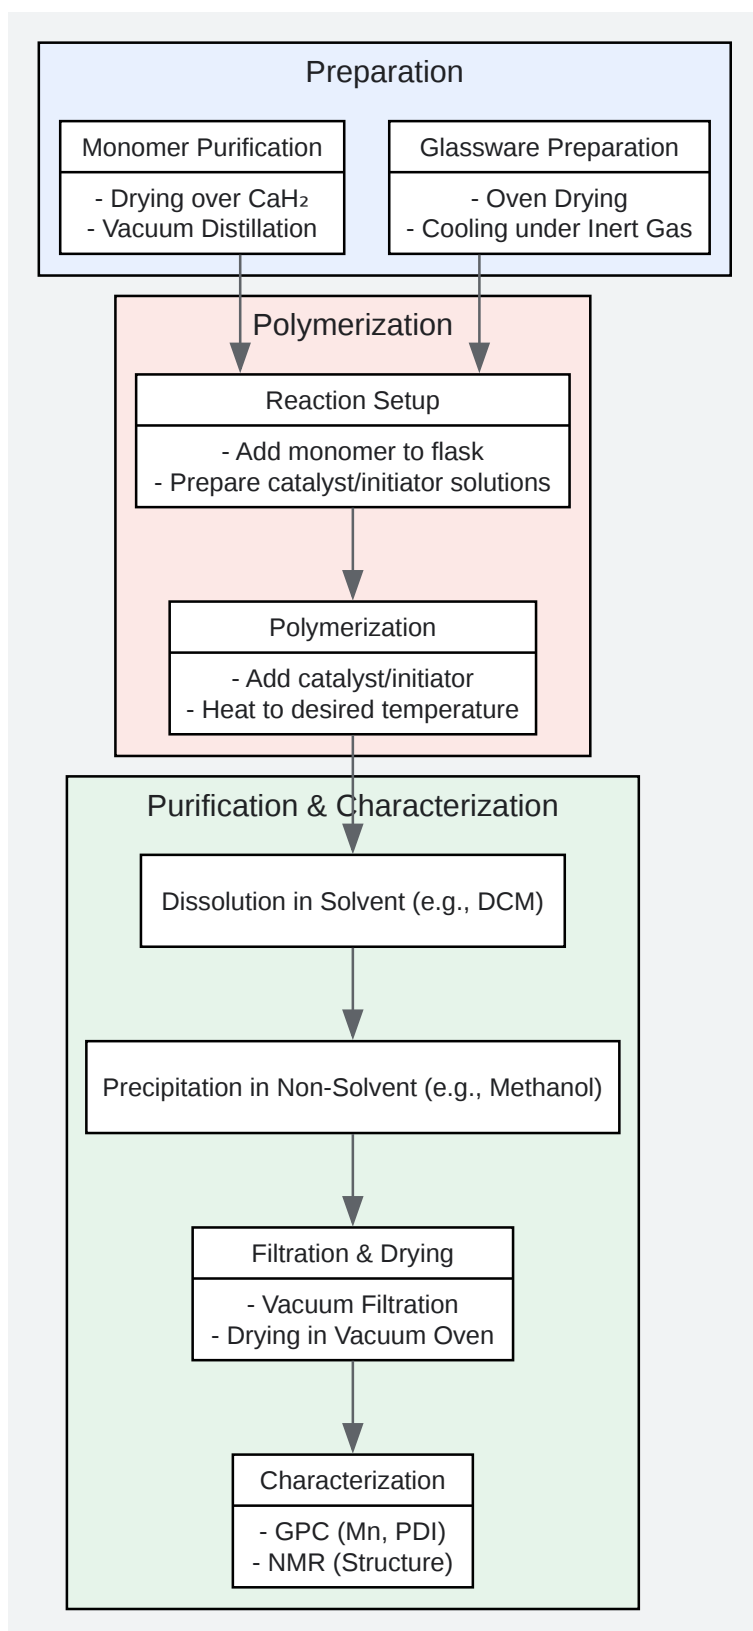 Preparation
Monomer Purification
- Drying over CaH₂
- Vacuum Distillation
Glassware Preparation
- Oven Drying
- Cooling under Inert Gas
Polymerization
Reaction Setup
- Add monomer to flask
- Prepare catalyst/initiator solutions
Polymerization
- Add catalyst/initiator
- Heat to desired temperature
Purification & Characterization
Dissolution in Solvent (e.g., DCM)
Precipitation in Non-Solvent (e.g., Methanol)
Filtration & Drying
- Vacuum Filtration
- Drying in Vacuum Oven
Characterization
- GPC (Mn, PDI)
- NMR (Structure)